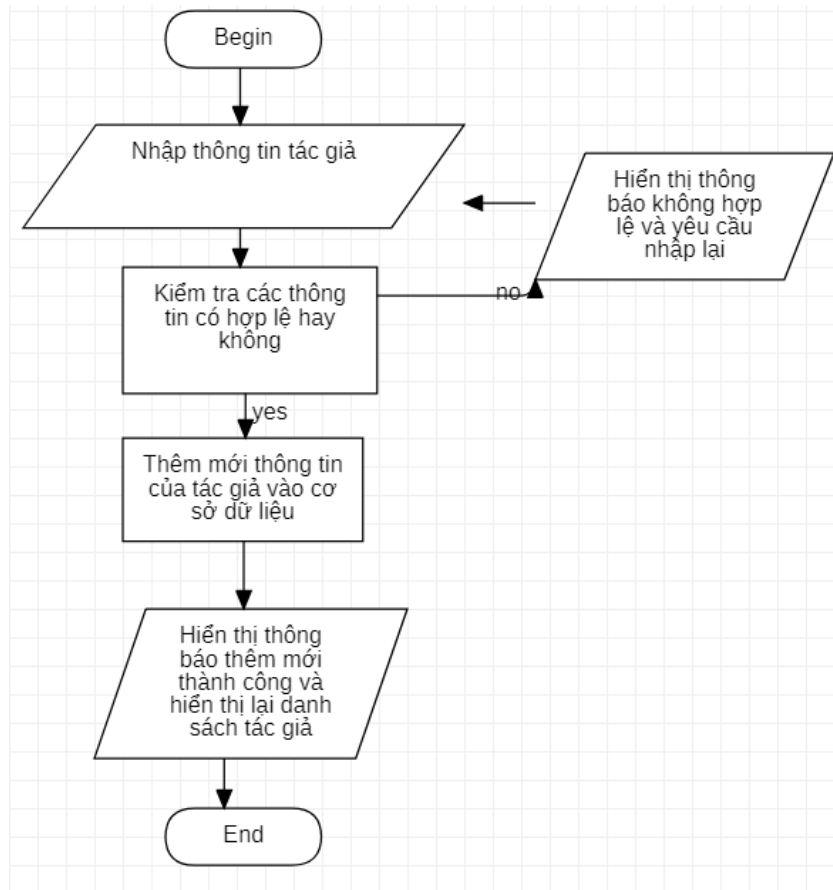 Begin
Nhập thông tin tác giả
Hiển thị thông
báo không hợp
lệ và yêu cầu
nhập lại
Kiểm tra các thông
tin có hợp lệ hay
không
no
yes
Thêm mới thông tin
của tác giả vào cơ
sở dữ liệu
Hiển thị thông
báo thêm mới
thành công và
hiển thị lại danh
sách tác giả
End